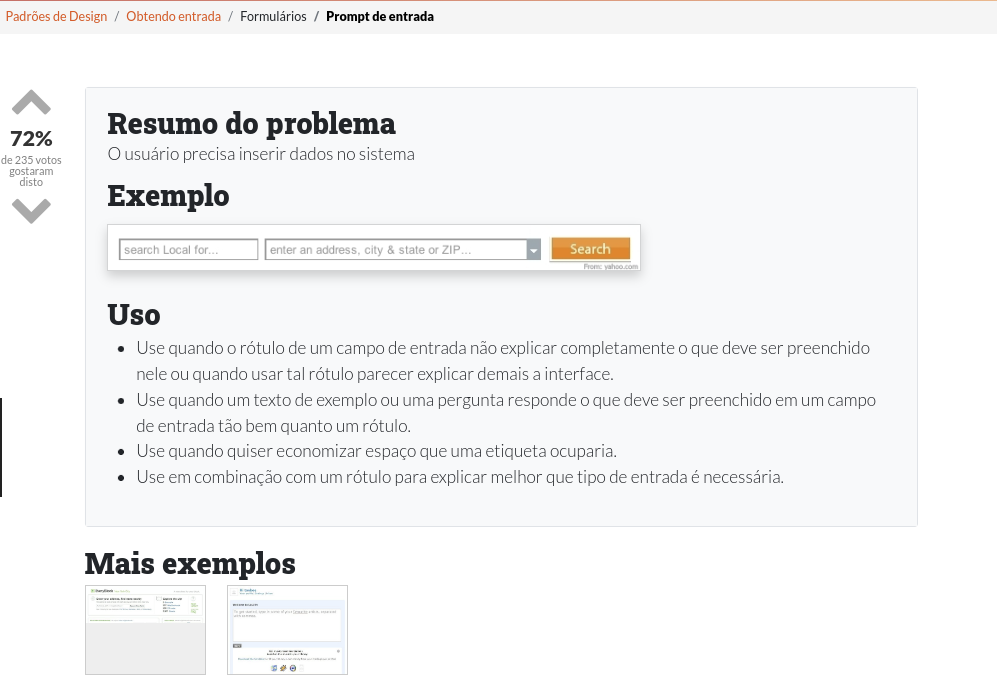 Padrões de Design / Obtendo entrada / Formulários / Prompt de entrada
72%
de 235 votos
gostaram
disto
Resumo do problema
O usuário precisa inserir dados no sistema
Exemplo
search Local for...
enter an address, city & state or ZIP...
Search
From: yahoo.com
Uso
Use quando o rótulo de um campo de entrada não explicar completamente o que deve ser preenchido
nele ou quando usar tal rótulo parecer explicar demais a interface.
Use quando um texto de exemplo ou uma pergunta responde o que deve ser preenchido em um campo
de entrada tão bem quanto um rótulo.
Use quando quiser economizar espaço que uma etiqueta ocuparia.
Use em combinação com um rótulo para explicar melhor que tipo de entrada é necessária.
Mais exemplos